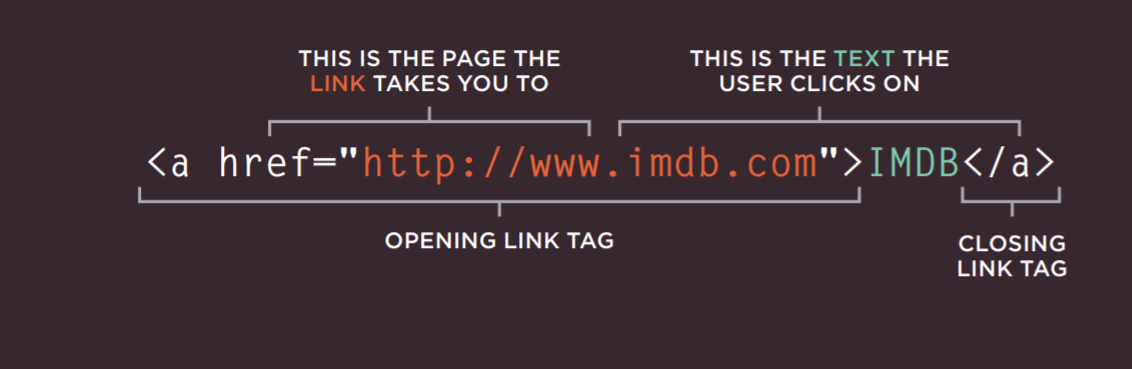 THIS IS THE PAGE THE
LINK TAKES YOU TO
THIS IS THE TEXT THE
USER CLICKS ON
<a href="http://www.imdb.com">IMDB</a>
OPENING LINK TAG
CLOSING
LINK TAG